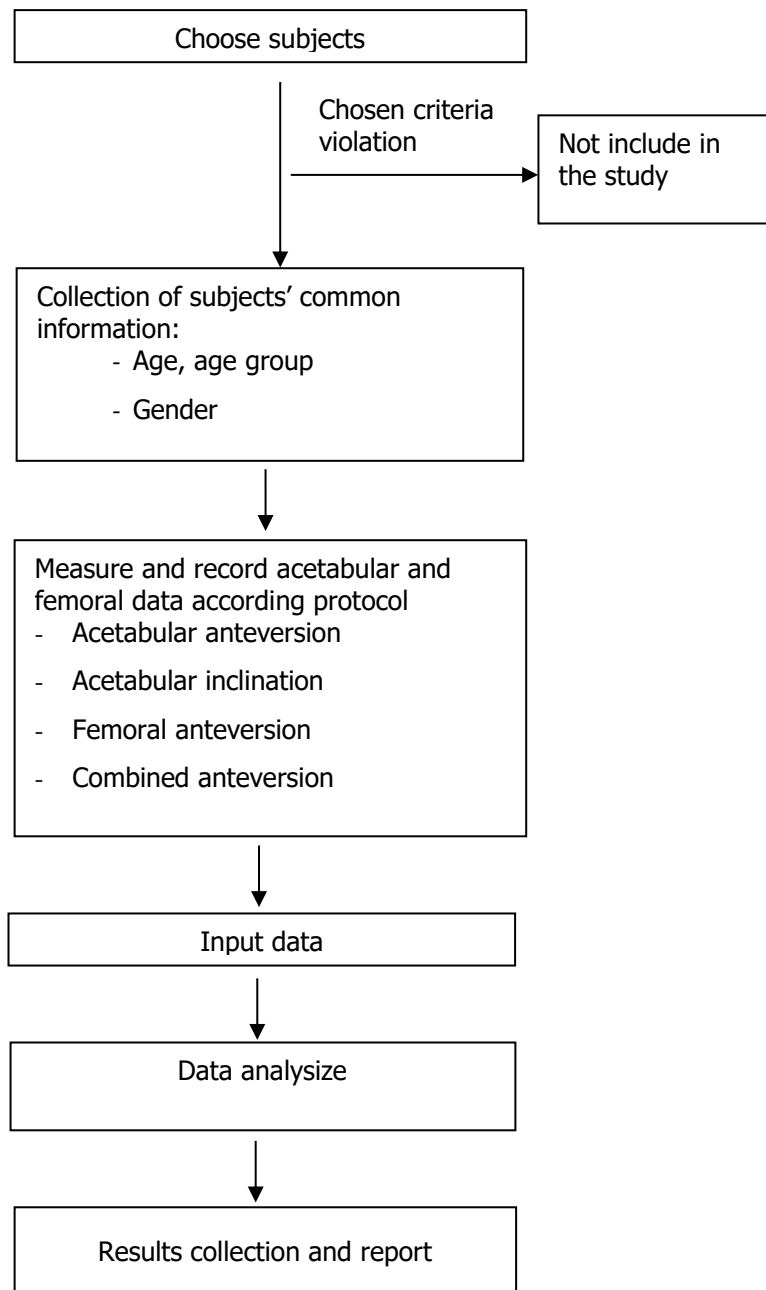 Choose subjects
Chosen criteria
violation
Not include in
the study
Collection of subjects’ common
information:
- Age, age group
- Gender
Measure and record acetabular and
femoral data according protocol
- Acetabular anteversion
- Acetabular inclination
- Femoral anteversion
- Combined anteversion
Input data
Data analysize
Results collection and report